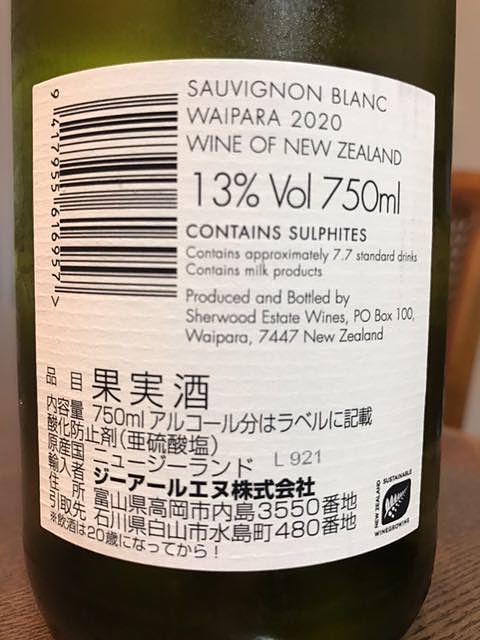 SAUVIGNON BLANC
WAIPARA 2020
WINE OF NEW ZEALAND
13% Vol 750ml
CONTAINS SULPHITES
Contains approximately 7.7 standard drinks
Contains milk products
Produced and Bottled by
Sherwood Estate Wines, PO Box 100,
Waipara, 7447 New Zealand
9 417955 616957 >
品目 果実酒
内容量 750ml アルコール分はラベルに記載
酸化防止剤(亜硫酸塩)
原産国 ニュージーランド L 921
輸入者 ジーアールエヌ株式会社
住所 富山県高岡市内島3550番地
引取先 石川県白山市水島町480番地
※飲酒は20歳になってから！
NEW ZEALAND
SUSTAINABLE
WINEGROWING